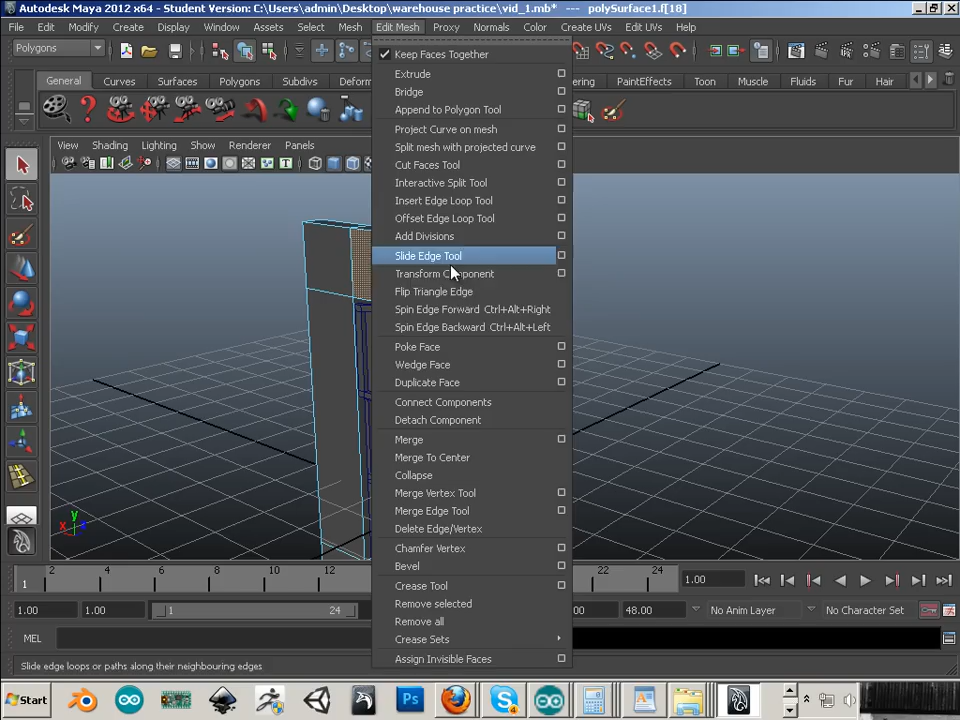 Autodesk Maya 2012 x64 - Student Version: C:\Users\admin\Desktop\warehouse practice\vid_1.mb* --- polySurface1.f[18]
File Edit Modify Create Display Window Assets Select Mesh Edit Mesh Proxy Normals Color Create UVs Edit UVs Help
Polygons
General Curves Surfaces Polygons Subdivs Deform ering PaintEffects Toon Muscle Fluids Fur Hair
View Shading Lighting Show Renderer Panels
Keep Faces Together
Extrude
Bridge
Append to Polygon Tool
Project Curve on mesh
Split mesh with projected curve
Cut Faces Tool
Interactive Split Tool
Insert Edge Loop Tool
Offset Edge Loop Tool
Add Divisions
Slide Edge Tool
Transform Component
Flip Triangle Edge
Spin Edge Forward Ctrl+Alt+Right
Spin Edge Backward Ctrl+Alt+Left
Poke Face
Wedge Face
Duplicate Face
Connect Components
Detach Component
Merge
Merge To Center
Collapse
Merge Vertex Tool
Merge Edge Tool
Delete Edge/Vertex
Chamfer Vertex
Bevel
Crease Tool
Remove selected
Remove all
Crease Sets
Assign Invisible Faces
y
x z
1 2 4 6 8 10 12 22 24 1.00
1.00 1.00 1 24 00 48.00 No Anim Layer No Character Set
MEL
Slide edge loops or paths along their neighbouring edges
Start Ps